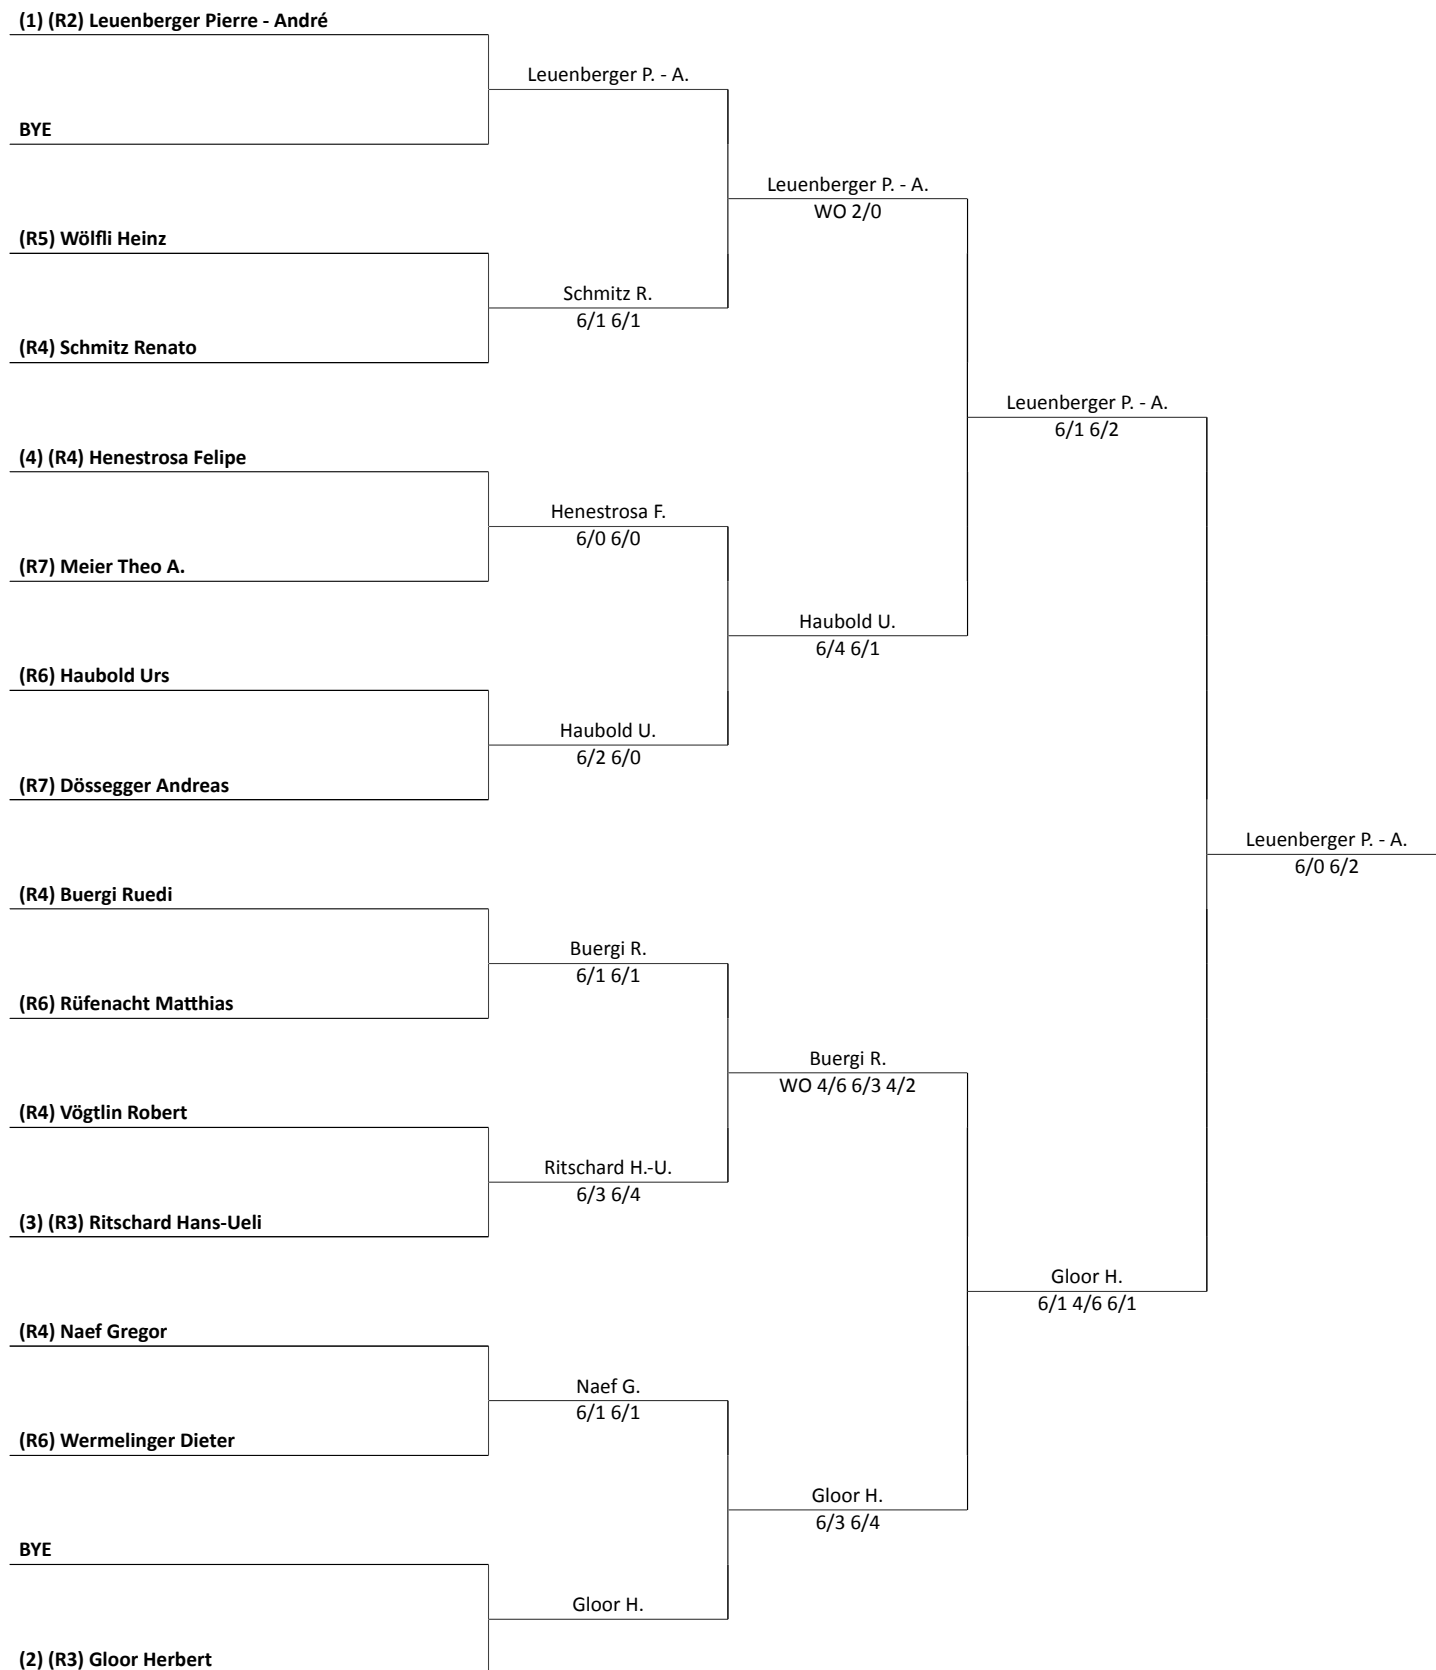 (1) (R2) Leuenberger Pierre - André
Leuenberger P. - A.
BYE
Leuenberger P. - A.
WO 2/0
(R5) Wölfli Heinz
Schmitz R.
6/1 6/1
(R4) Schmitz Renato
Leuenberger P. - A.
6/1 6/2
(4) (R4) Henestrosa Felipe
Henestrosa F.
6/0 6/0
(R7) Meier Theo A.
Haubold U.
6/4 6/1
(R6) Haubold Urs
Haubold U.
6/2 6/0
(R7) Dössegger Andreas
Leuenberger P. - A.
6/0 6/2
(R4) Buergi Ruedi
Buergi R.
6/1 6/1
(R6) Rüfenacht Matthias
Buergi R.
WO 4/6 6/3 4/2
(R4) Vögtlin Robert
Ritschard H.-U.
6/3 6/4
(3) (R3) Ritschard Hans-Ueli
Gloor H.
6/1 4/6 6/1
(R4) Naef Gregor
Naef G.
6/1 6/1
(R6) Wermelinger Dieter
Gloor H.
6/3 6/4
BYE
Gloor H.
(2) (R3) Gloor Herbert